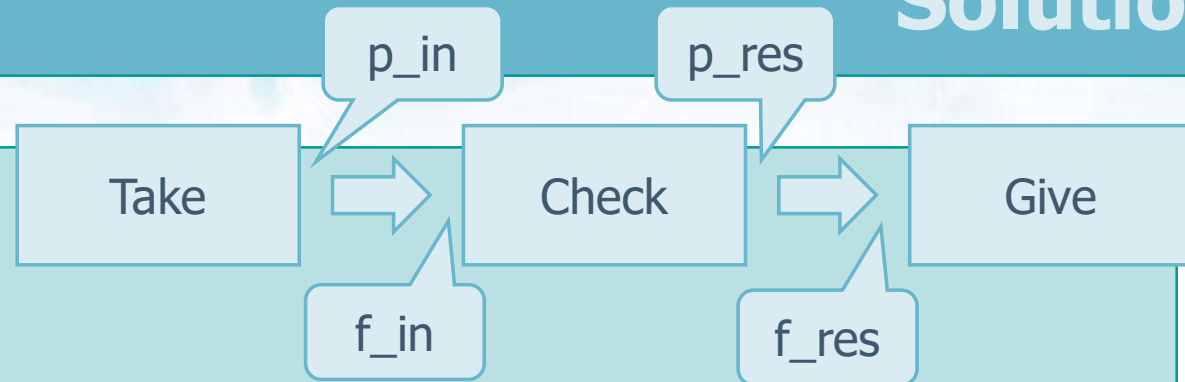 p_in
p_res
Take
Check
Give
f_in
f_res